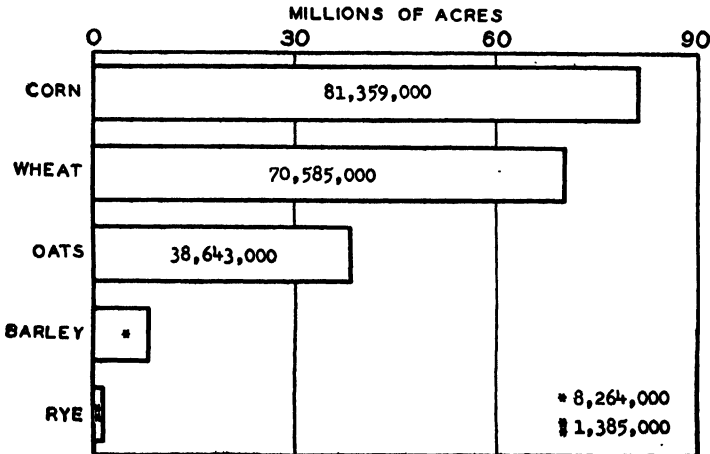 MILLIONS OF ACRES
0 30 60 90
CORN 81,359,000
WHEAT 70,585,000
OATS 38,643,000
BARLEY *
RYE **
* 8,264,000
** 1,385,000